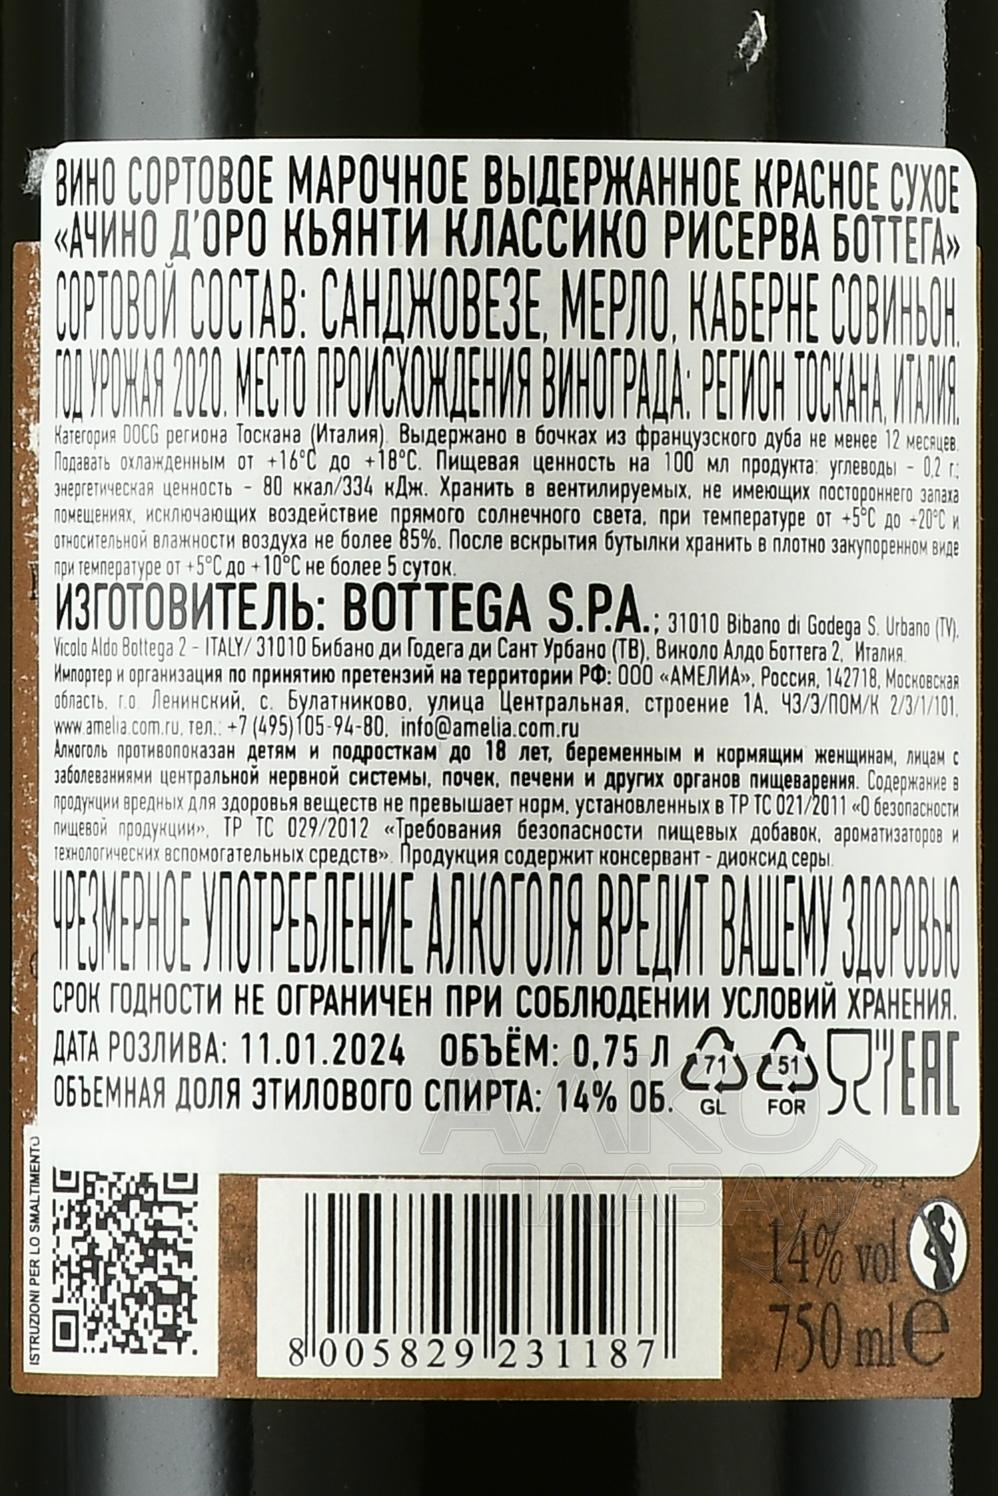 ВИНО СОРТОВОЕ МАРОЧНОЕ ВЫДЕРЖАННОЕ КРАСНОЕ СУХОЕ
«АЧИНО Д'ОРО КЬЯНТИ КЛАССИКО РИСЕРВА БОТТЕГА»
СОРТОВОЙ СОСТАВ: САНДЖОВЕЗЕ, МЕРЛО, КАБЕРНЕ СОВИНЬОН.
ГОД УРОЖАЯ 2020. МЕСТО ПРОИСХОЖДЕНИЯ ВИНОГРАДА: РЕГИОН ТОСКАНА, ИТАЛИЯ.
Категория DOCG региона Тоскана (Италия). Выдержано в бочках из французского дуба не менее 12 месяцев.
Подавать охлажденным от +16°C до +18°C. Пищевая ценность на 100 мл продукта: углеводы - 0,2 г.;
энергетическая ценность - 80 ккал/334 кДж. Хранить в вентилируемых, не имеющих постороннего запаха
помещениях, исключающих воздействие прямого солнечного света, при температуре от +5°C до +20°C и
относительной влажности воздуха не более 85%. После вскрытия бутылки хранить в плотно закупоренном виде
при температуре от +5°C до +10°C не более 5 суток.
ИЗГОТОВИТЕЛЬ: BOTTEGA S.P.A.; 31010 Bibano di Godega S. Urbano (TV),
Vicolo Aldo Bottega 2 - ITALY/ 31010 Бибано ди Годега ди Сант Урбано (ТВ), Виколо Алдо Боттега 2, Италия.
Импортер и организация по принятию претензий на территории РФ: ООО «АМЕЛИА», Россия, 142718, Московская
область, г.о. Ленинский, с. Булатниково, улица Центральная, строение 1А, ЧЗ/Э/ПОМ/К 2/3/1/101,
www.amelia.com.ru, тел.: +7 (495)105-94-80, info@amelia.com.ru
Алкоголь противопоказан детям и подросткам до 18 лет, беременным и кормящим женщинам, лицам с
заболеваниями центральной нервной системы, почек, печени и других органов пищеварения. Содержание в
продукции вредных для здоровья веществ не превышает норм, установленных в ТР ТС 021/2011 «О безопасности
пищевой продукции», ТР ТС 029/2012 «Требования безопасности пищевых добавок, ароматизаторов и
технологических вспомогательных средств». Продукция содержит консервант - диоксид серы.
ЧРЕЗМЕРНОЕ УПОТРЕБЛЕНИЕ АЛКОГОЛЯ ВРЕДИТ ВАШЕМУ ЗДОРОВЬЮ
СРОК ГОДНОСТИ НЕ ОГРАНИЧЕН ПРИ СОБЛЮДЕНИИ УСЛОВИЙ ХРАНЕНИЯ.
ДАТА РОЗЛИВА: 11.01.2024 ОБЪЁМ: 0,75 Л
ОБЪЕМНАЯ ДОЛЯ ЭТИЛОВОГО СПИРТА: 14% ОБ.
71
GL
51
FOR
EAC
ISTRUZIONI PER LO SMALTIMENTO
8 005829 231187
14% vol
750 ml e